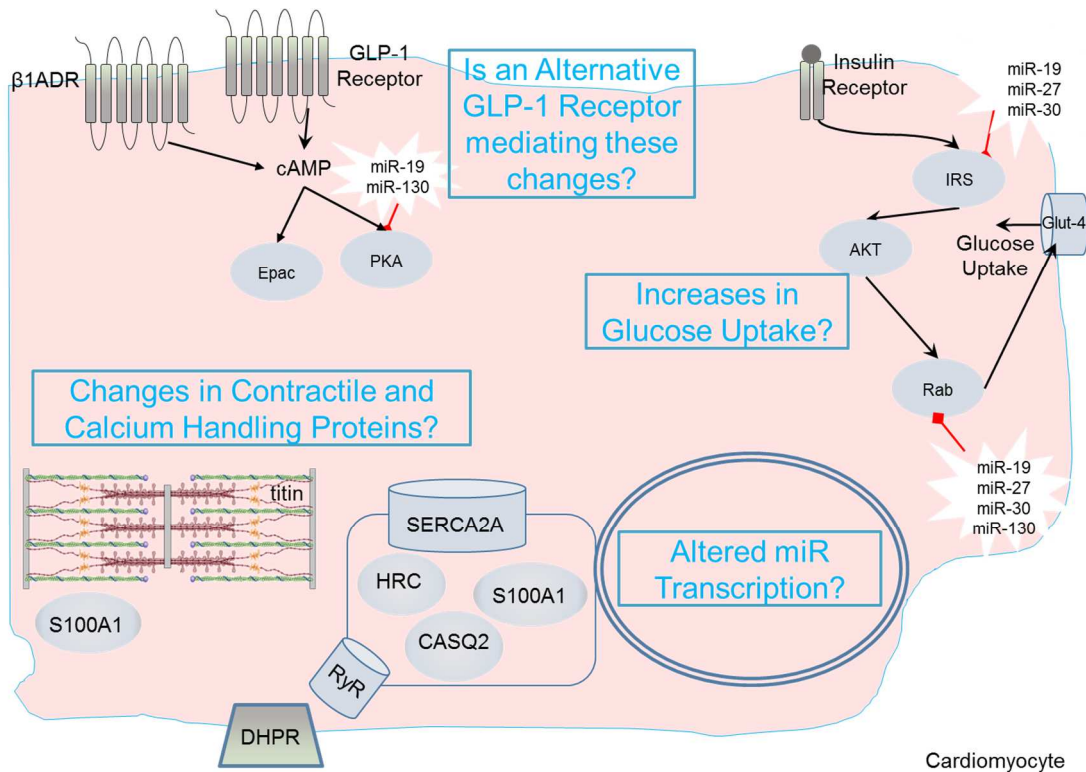 β1ADR
GLP-1
Receptor
Is an Alternative
GLP-1 Receptor
mediating these
changes?
Insulin
Receptor
miR-19
miR-27
miR-30
cAMP
miR-19
miR-130
IRS
Epac
PKA
AKT
Glut-4
Glucose
Uptake
Increases in
Glucose Uptake?
Rab
Changes in Contractile and
Calcium Handling Proteins?
miR-19
miR-27
miR-30
miR-130
titin
SERCA2A
HRC
S100A1
CASQ2
Altered miR
Transcription?
S100A1
RyR
DHPR
Cardiomyocyte